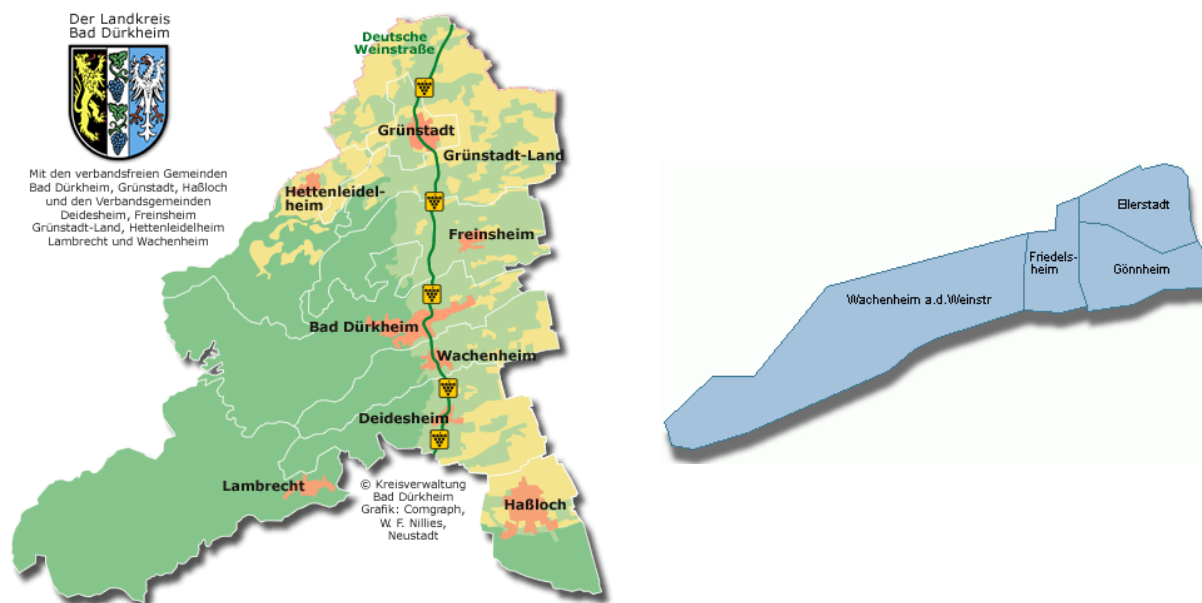 Der Landkreis
Bad Dürkheim
Mit den verbandsfreien Gemeinden
Bad Dürkheim, Grünstadt, Haßloch
und den Verbandsgemeinden
Deidesheim, Freinsheim
Grünstadt-Land, Hettenleidelheim
Lambrecht und Wachenheim
Deutsche
Weinstraße
Grünstadt
Grünstadt-Land
Hettenleidel-
heim
Freinsheim
Bad Dürkheim
Wachenheim
Deidesheim
Lambrecht
Haßloch
© Kreisverwaltung
Bad Dürkheim
Grafik: Comgraph,
W. F. Nillies,
Neustadt
Ellerstadt
Friedels-
heim
Gönnheim
Wachenheim a.d.Weinstr